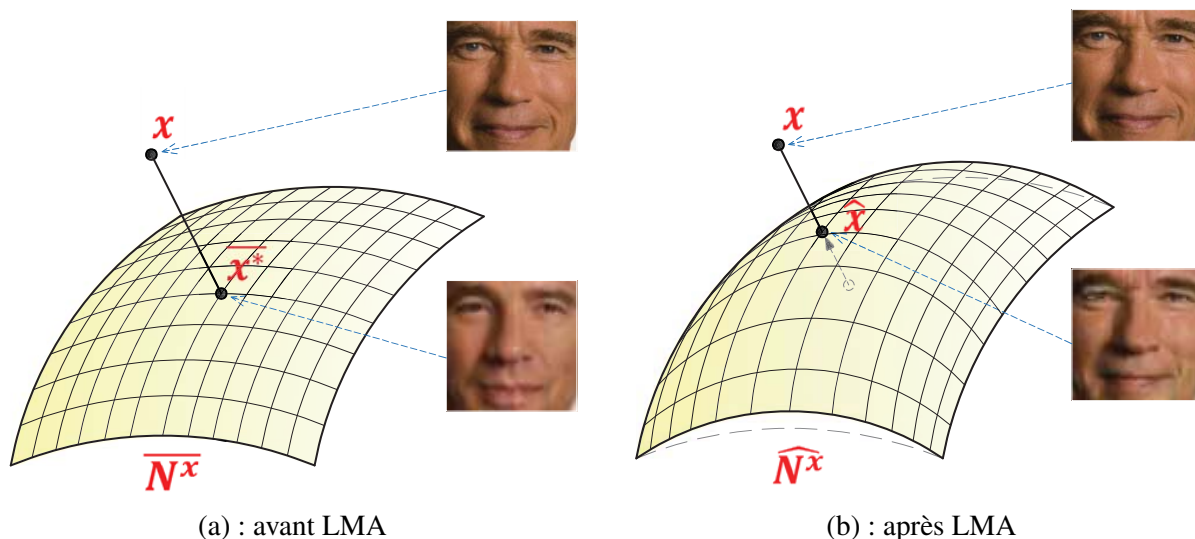 x
x
x̂
x̅*̅
N̅ˣ̅
N̂ˣ
(a) : avant LMA
(b) : après LMA